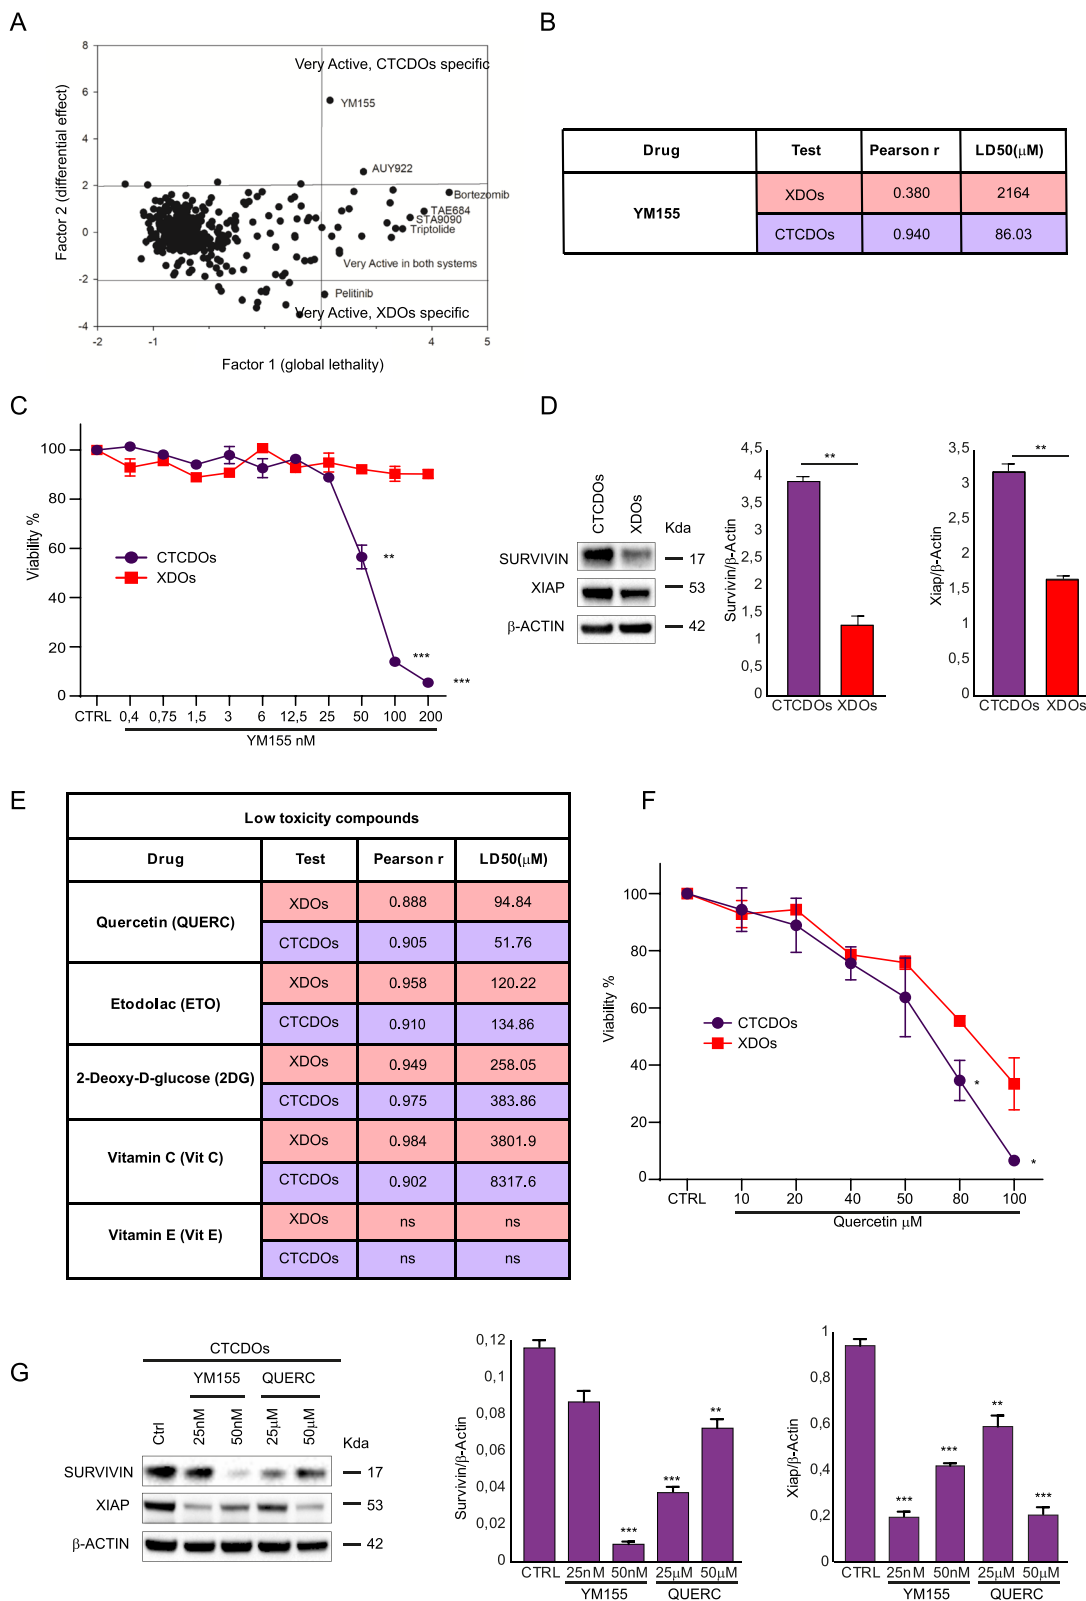 A
8
6
4
2
0
-2
-4
-2
-1
4
5
Factor 2 (differential effect)
Factor 1 (global lethality)
Very Active, CTCDOs specific
YM155
AUY922
Bortezomib
TAE684
STA9090
Triptolide
Very Active in both systems
Pelitinib
Very Active, XDOs specific
B
Drug Test Pearson r LD50(μM)
YM155
XDOs 0.380 2164
CTCDOs 0.940 86.03
C
Viability %
100
80
60
40
20
0
CTCDOs
XDOs
**
***
***
CTRL 0,4 0,75 1,5 3 6 12,5 25 50 100 200
YM155 nM
D
CTCDOs
XDOs
Kda
SURVIVIN 17
XIAP 53
β-ACTIN 42
Survivin/β-Actin
4,5
4
3,5
3
2,5
2
1,5
1
0,5
0
**
CTCDOs XDOs
Xiap/β-Actin
3,5
3
2,5
2
1,5
1
0,5
0
**
CTCDOs XDOs
E
Low toxicity compounds
Drug Test Pearson r LD50(μM)
Quercetin (QUERC)
XDOs 0.888 94.84
CTCDOs 0.905 51.76
Etodolac (ETO)
XDOs 0.958 120.22
CTCDOs 0.910 134.86
2-Deoxy-D-glucose (2DG)
XDOs 0.949 258.05
CTCDOs 0.975 383.86
Vitamin C (Vit C)
XDOs 0.984 3801.9
CTCDOs 0.902 8317.6
Vitamin E (Vit E)
XDOs ns ns
CTCDOs ns ns
F
Viability %
100
80
60
40
20
0
CTCDOs
XDOs
*
*
CTRL 10 20 40 50 80 100
Quercetin μM
G
CTCDOs
YM155 QUERC
Ctrl 25nM 50nM 25μM 50μM
Kda
SURVIVIN 17
XIAP 53
β-ACTIN 42
Survivin/β-Actin
0,12
0,1
0,08
0,06
0,04
0,02
0
***
***
**
CTRL 25nM 50nM 25μM 50μM
YM155 QUERC
Xiap/β-Actin
1
0,8
0,6
0,4
0,2
0
***
***
**
***
CTRL 25nM 50nM 25μM 50μM
YM155 QUERC